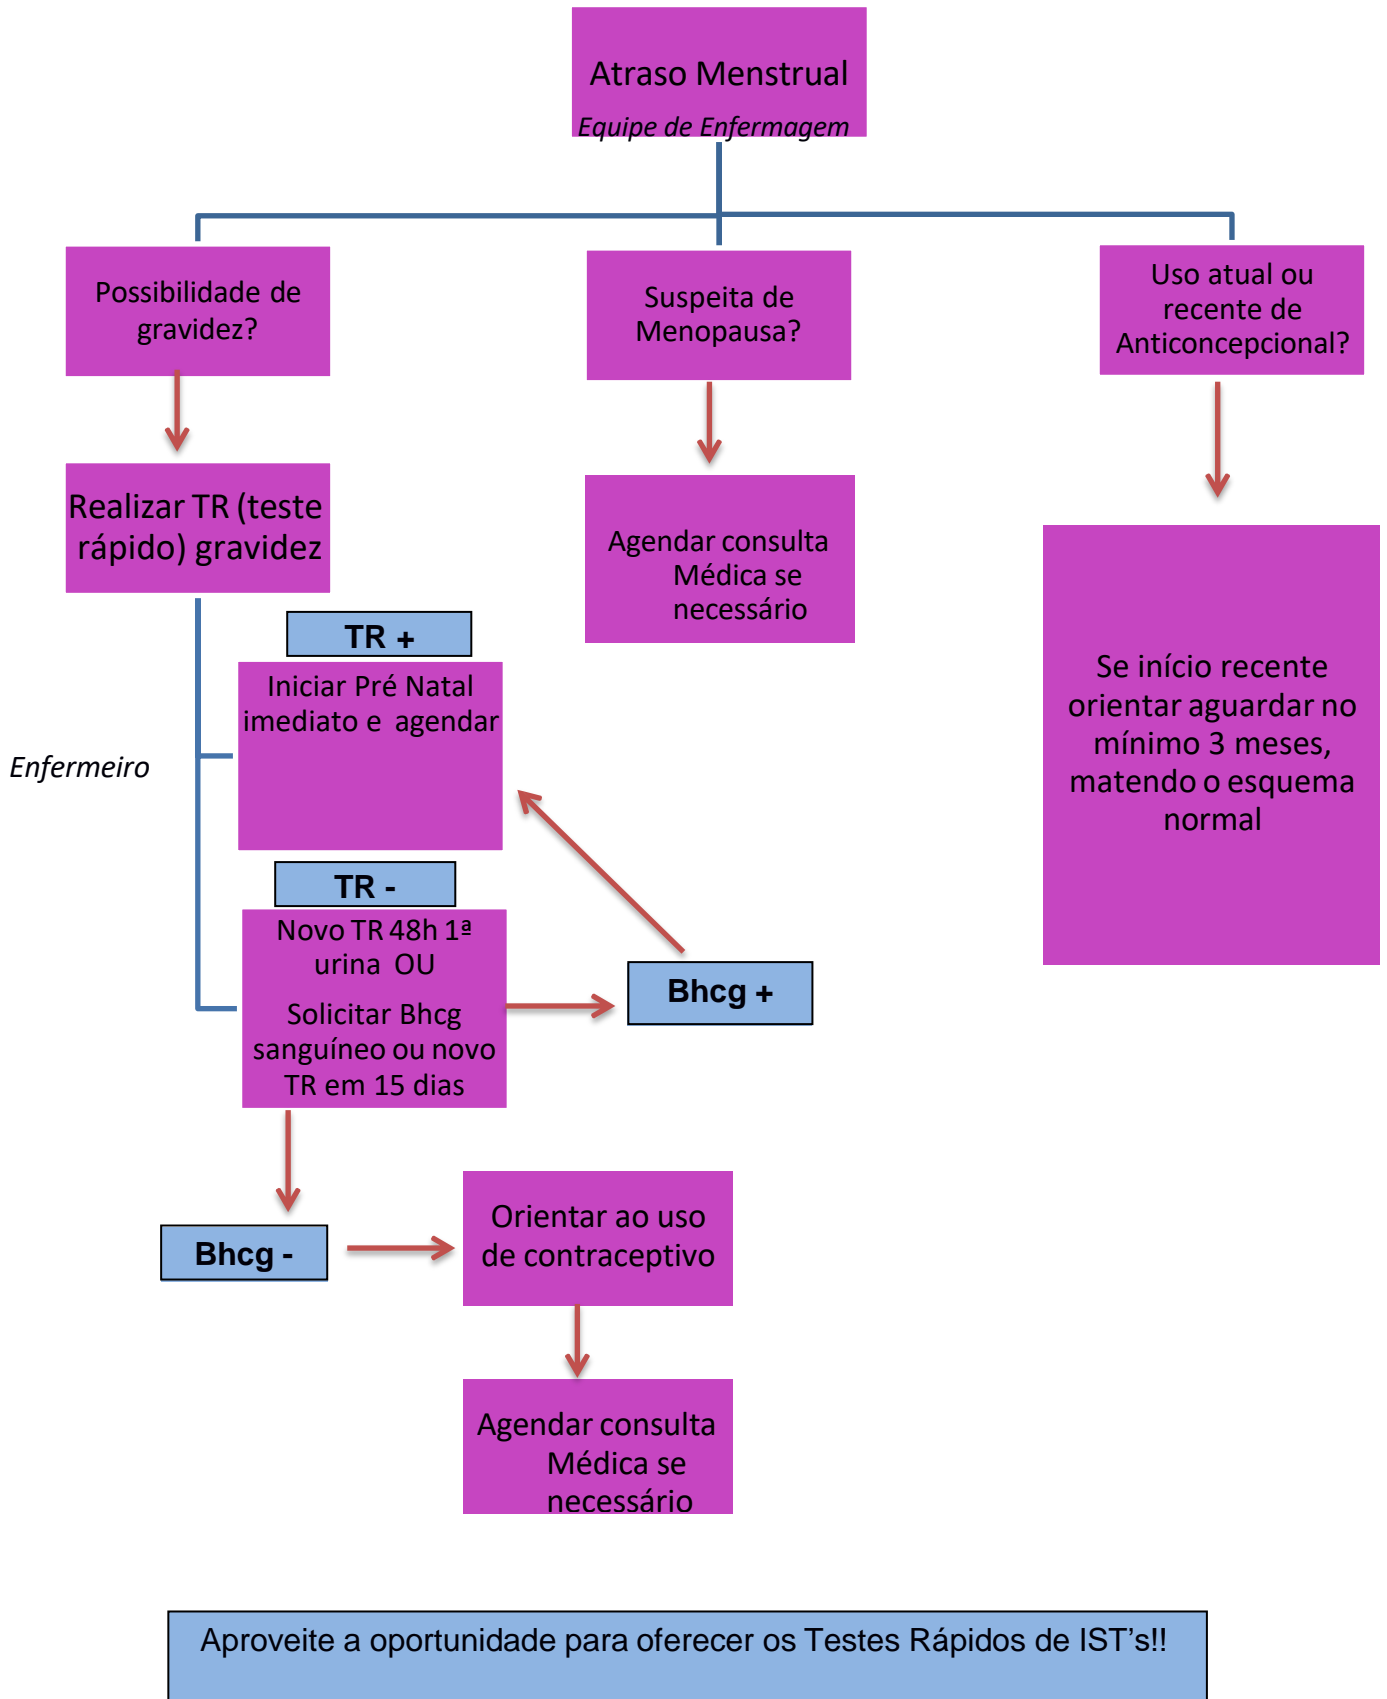 Atraso Menstrual
Equipe de Enfermagem
Possibilidade de
gravidez?
Suspeita de
Menopausa?
Uso atual ou
recente de
Anticoncepcional?
Realizar TR (teste
rápido) gravidez
Agendar consulta
Médica se
necessário
Se início recente
orientar aguardar no
mínimo 3 meses,
matendo o esquema
normal
TR +
Iniciar Pré Natal
imediato e agendar
Enfermeiro
TR -
Novo TR 48h 1ª
urina OU
Solicitar Bhcg
sanguíneo ou novo
TR em 15 dias
Bhcg +
Bhcg -
Orientar ao uso
de contraceptivo
Agendar consulta
Médica se
necessário
Aproveite a oportunidade para oferecer os Testes Rápidos de IST’s!!